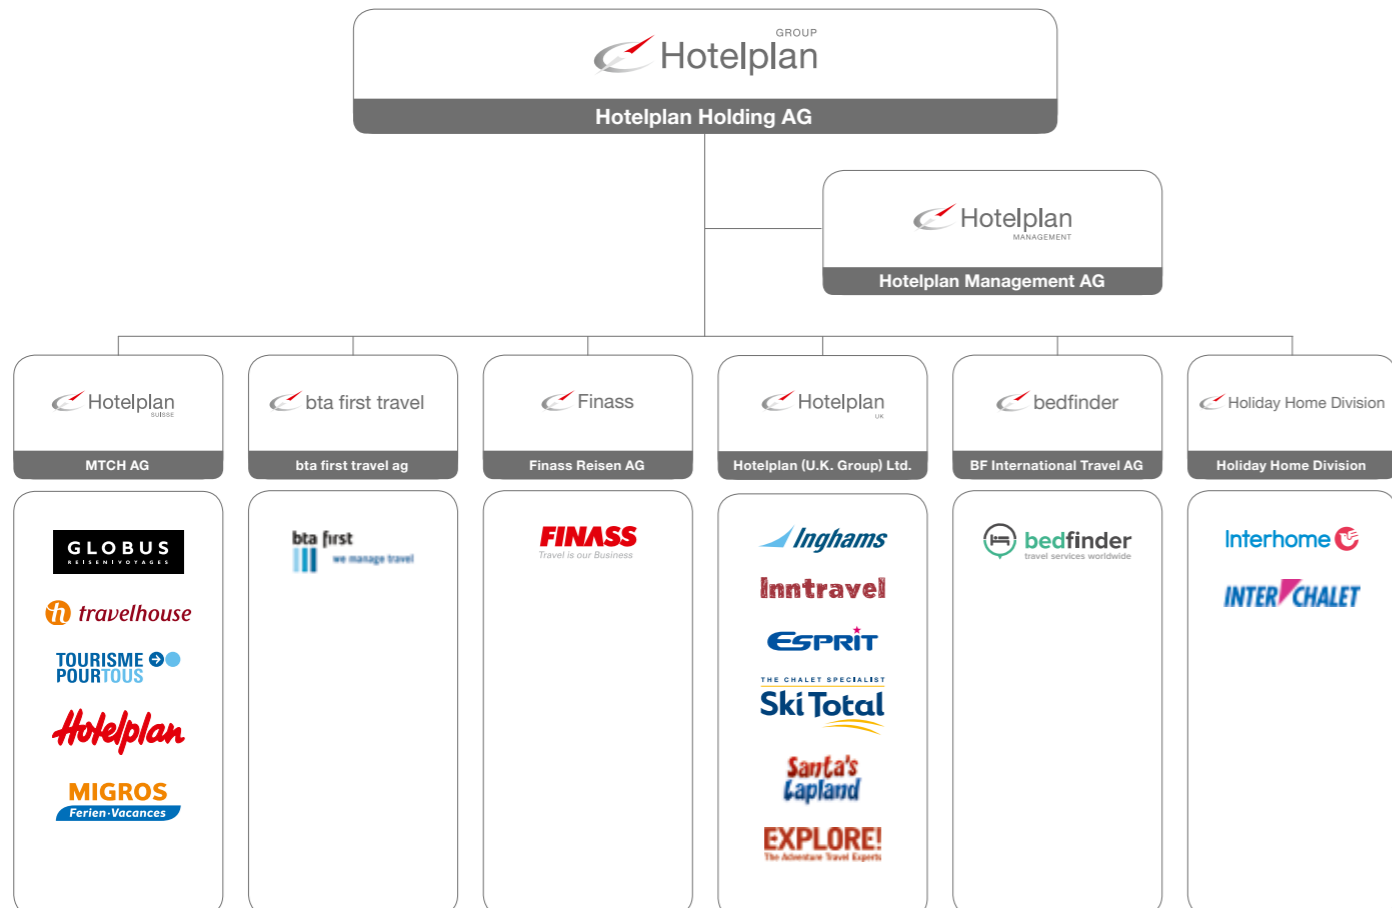 GROUP
Hotelplan
Hotelplan Holding AG
Hotelplan
MANAGEMENT
Hotelplan Management AG
Hotelplan
SUISSE
MTCH AG
bta first travel
bta first travel ag
Finass
Finass Reisen AG
Hotelplan
UK
Hotelplan (U.K. Group) Ltd.
bedfinder
BF International Travel AG
Holiday Home Division
Holiday Home Division
GLOBUS
REISEN|VOYAGES
h travelhouse
TOURISME
POURTOUS
Hotelplan
MIGROS
Ferien·Vacances
bta first
we manage travel
FINASS
Travel is our Business
Inghams
Inntravel
ESPRIT
THE CHALET SPECIALIST
Ski Total
Santa's
Lapland
EXPLORE!
The Adventure Travel Experts
bedfinder
travel services worldwide
Interhome
INTER CHALET